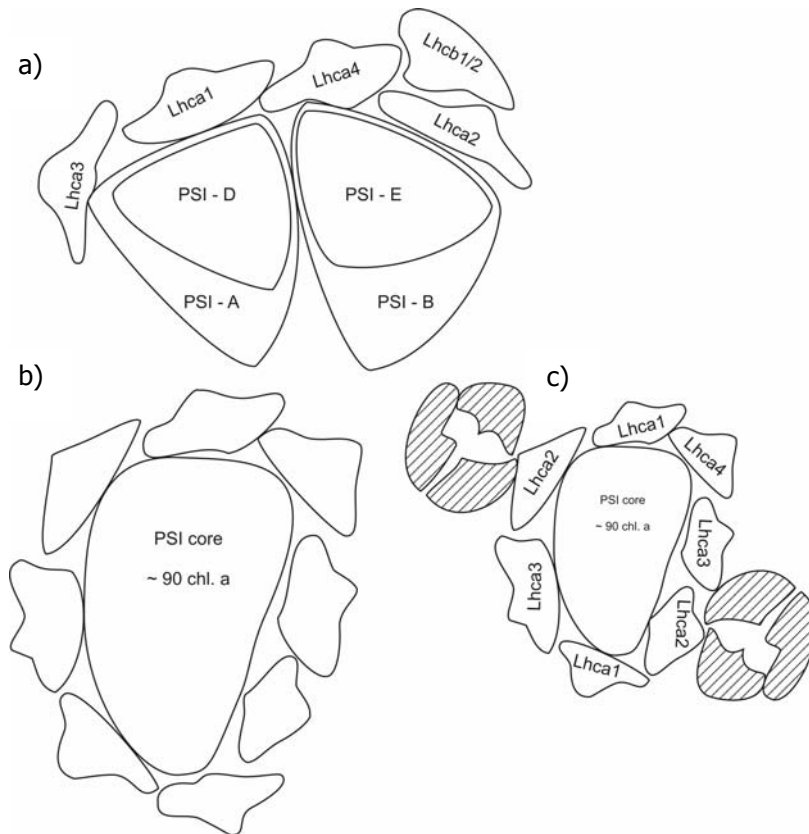 a)
Lhca3
Lhca1
Lhca4
Lhcb1/2
Lhca2
PSI - D
PSI - E
PSI - A
PSI - B
b)
PSI core
~ 90 chl. a
c)
Lhca1
Lhca2
Lhca4
PSI core
~ 90 chl. a
Lhca3
Lhca3
Lhca2
Lhca1